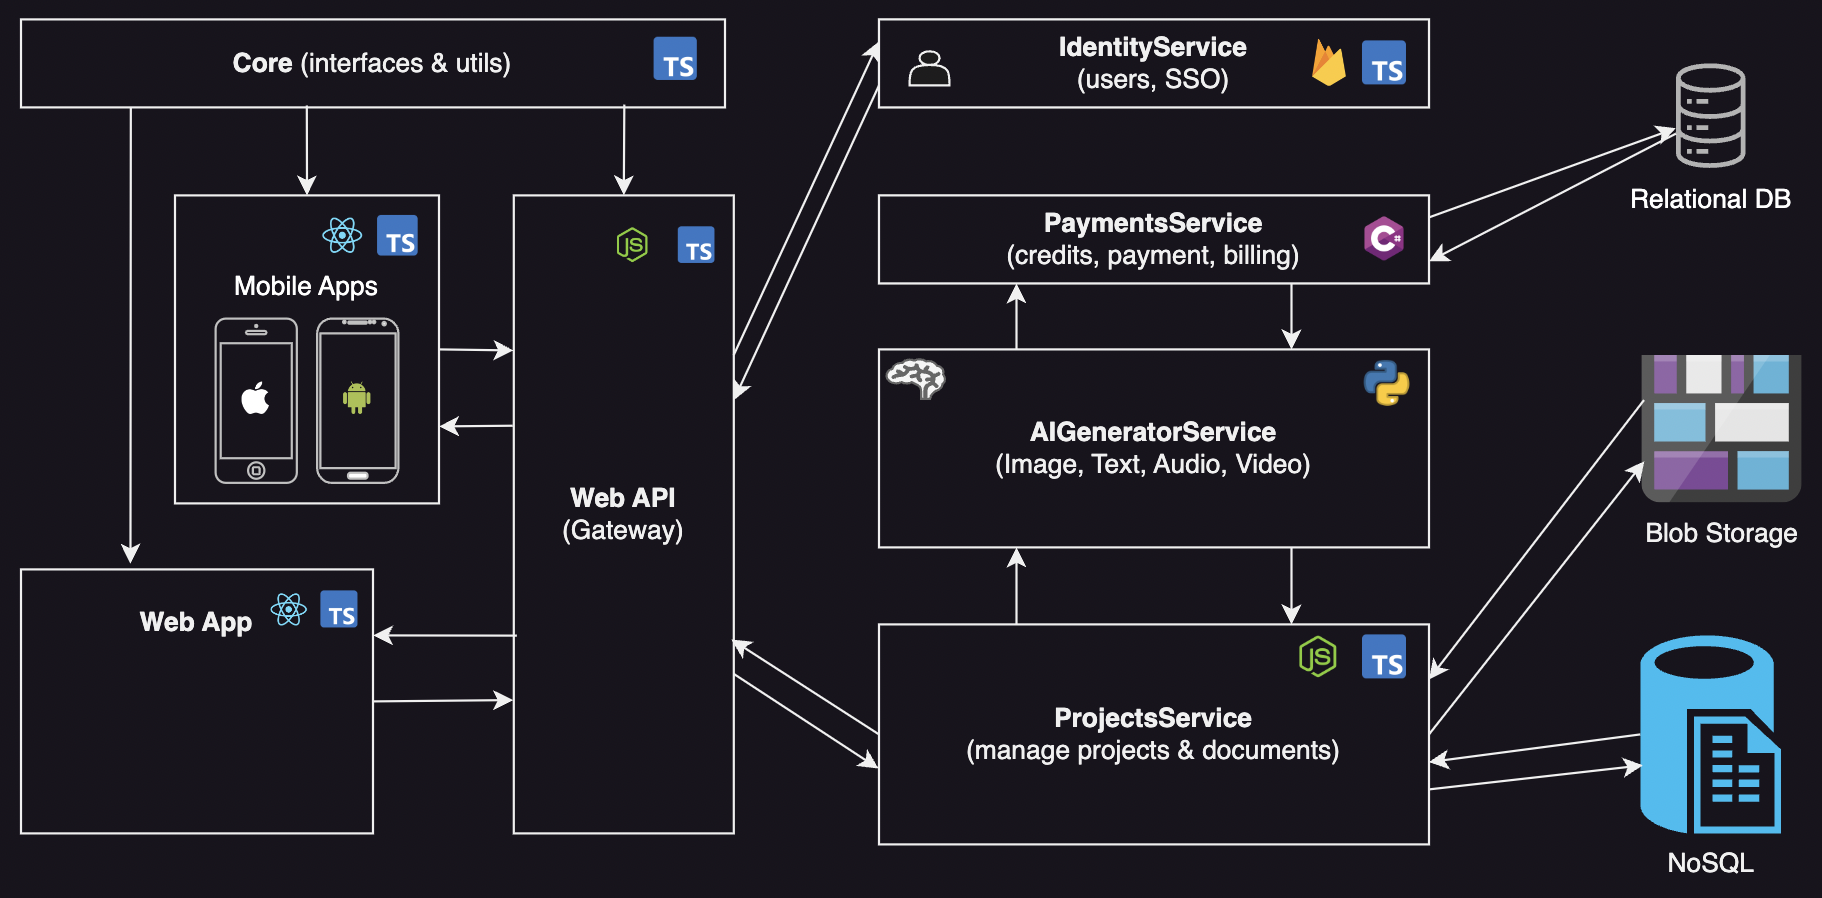 Core (interfaces & utils)
TS
IdentityService
(users, SSO)
TS
Relational DB
TS
Mobile Apps
JS
TS
Web API
(Gateway)
PaymentsService
(credits, payment, billing)
C#
AIGeneratorService
(Image, Text, Audio, Video)
Blob Storage
Web App
TS
JS
TS
ProjectsService
(manage projects & documents)
NoSQL